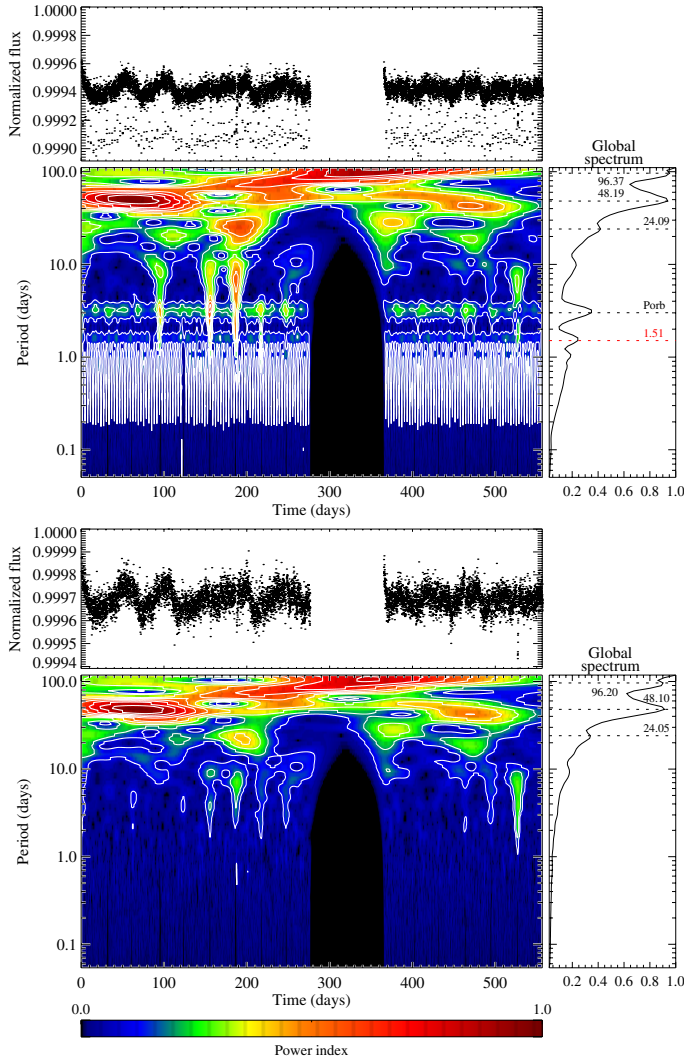 1.0000
0.9998
0.9996
0.9994
0.9992
0.9990
Normalized flux
Global
spectrum
100.0
10.0
1.0
0.1
Period (days)
0 100 200 300 400 500
Time (days)
96.37
48.19
24.09
Porb
1.51
0.2 0.4 0.6 0.8 1.0
1.0000
0.9999
0.9998
0.9997
0.9996
0.9995
0.9994
Normalized flux
Global
spectrum
100.0
10.0
1.0
0.1
Period (days)
0 100 200 300 400 500
Time (days)
96.20
48.10
24.05
0.2 0.4 0.6 0.8 1.0
0.0 1.0
Power index